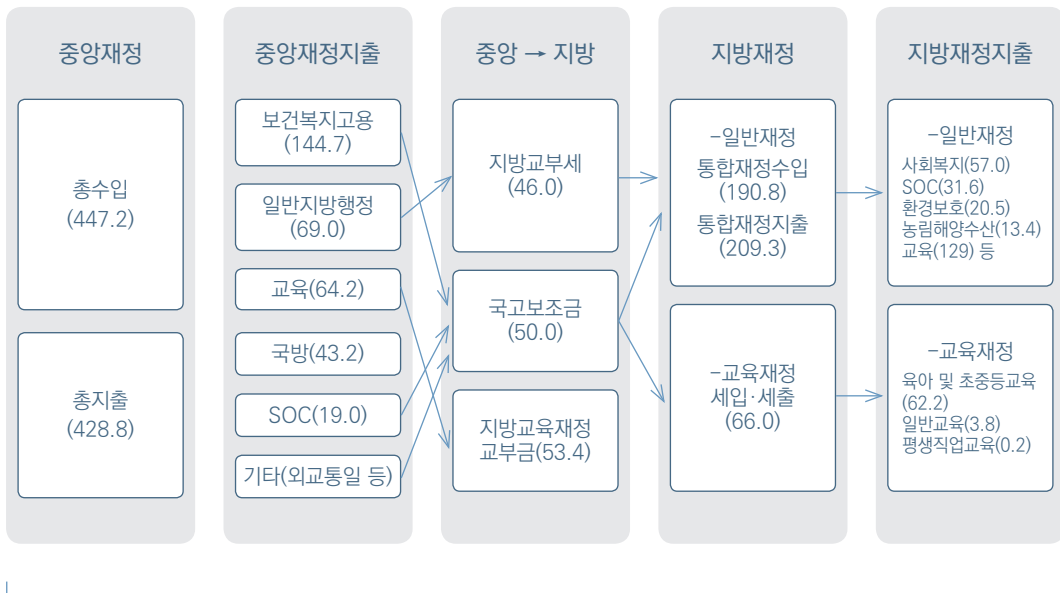 중앙재정
총수입
(447.2)
총지출
(428.8)
중앙재정지출
보건복지고용
(144.7)
일반지방행정
(69.0)
교육(64.2)
국방(43.2)
SOC(19.0)
기타(외교통일 등)
중앙 → 지방
지방교부세
(46.0)
국고보조금
(50.0)
지방교육재정
교부금(53.4)
지방재정
-일반재정
통합재정수입
(190.8)
통합재정지출
(209.3)
-교육재정
세입·세출
(66.0)
지방재정지출
-일반재정
사회복지(57.0)
SOC(31.6)
환경보호(20.5)
농림해양수산(13.4)
교육(129) 등
-교육재정
육아 및 초중등교육
(62.2)
일반교육(3.8)
평생직업교육(0.2)